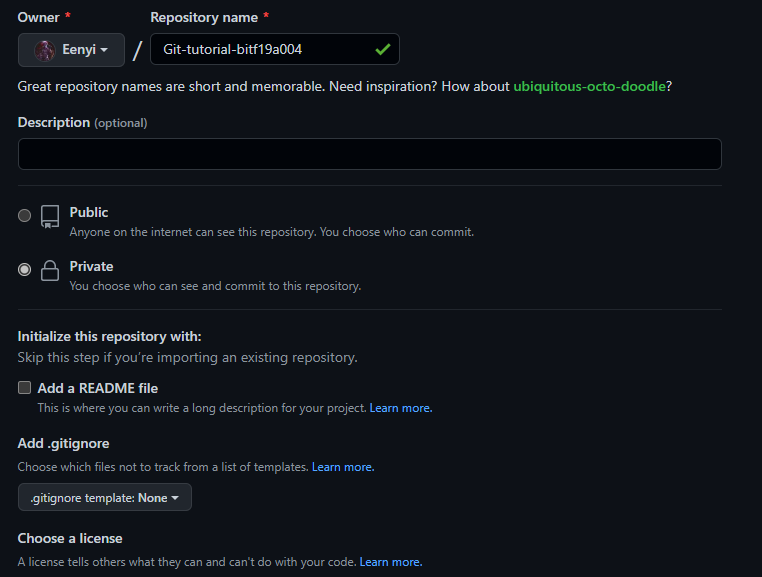 Owner * Repository name *
Eenyi / Git-tutorial-bitf19a004
Great repository names are short and memorable. Need inspiration? How about ubiquitous-octo-doodle?
Description (optional)
Public
Anyone on the internet can see this repository. You choose who can commit.
Private
You choose who can see and commit to this repository.
Initialize this repository with:
Skip this step if you're importing an existing repository.
Add a README file
This is where you can write a long description for your project. Learn more.
Add .gitignore
Choose which files not to track from a list of templates. Learn more.
.gitignore template: None
Choose a license
A license tells others what they can and can't do with your code. Learn more.